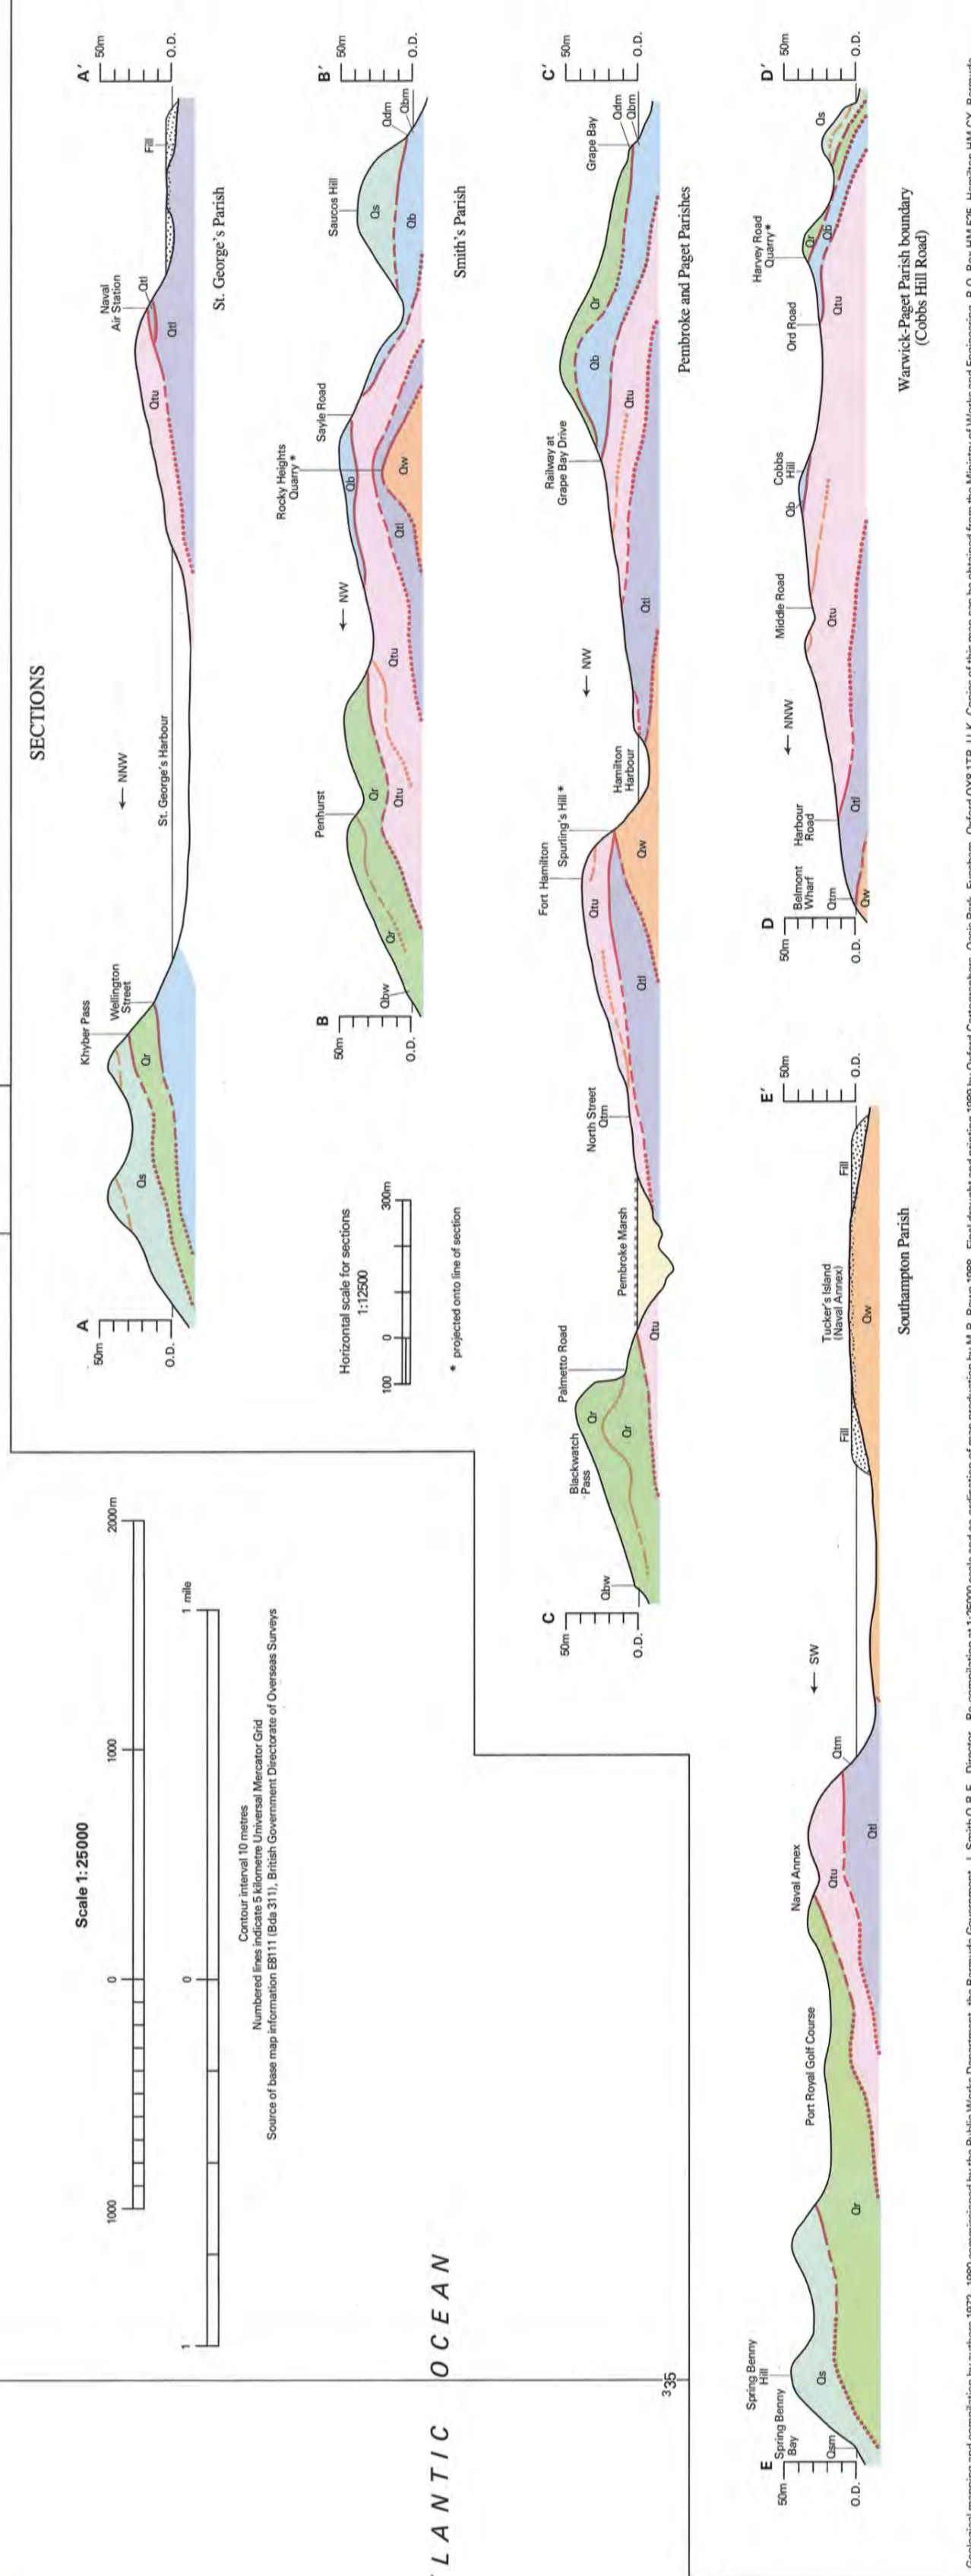 SECTIONS
Scale 1:25000
1000 0 1000 2000m
1 0 1 mile
Contour interval 10 metres
Numbered lines indicate 5 kilometre Universal Mercator Grid
Source of base map information E8111 (Bda 311), British Government Directorate of Overseas Surveys
LANTIC OCEAN
335
A
50m
O.D.
Khyber Pass
Wellington
Street
Qs
Qr
← NNW
St. George's Harbour
Naval
Air Station
Qtu
Qtl
Qtl
Fill
A'
50m
O.D.
St. George's Parish
Horizontal scale for sections
1:12500
100 0 300m
* projected onto line of section
B
50m
O.D.
Qbw
Qr
Penhurst
Qr
Qtu
Qtu
← NW
Rocky Heights
Quarry *
Sayle Road
Qb
Qtl
Qw
Saucos Hill
Qs
Qb
Qdm
Qbm
B'
50m
O.D.
Smith's Parish
C
50m
O.D.
Qbw
Blackwatch
Pass
Palmetto Road
Qr
Qr
Qtu
Pembroke Marsh
North Street
Qtm
Fort Hamilton
Spurling's Hill *
Qtu
Qtl
Qw
Hamilton
Harbour
← NW
Qtl
Railway at
Grape Bay Drive
Qtu
Qb
Qr
Grape Bay
Qdm
Qbm
C'
50m
O.D.
Pembroke and Paget Parishes
E
50m
O.D.
Spring Benny
Bay
Spring Benny
Hill
Qsm
Qs
Qr
Port Royal Golf Course
Naval Annex
Qtu
Qtl
Qtm
← SW
Fill
Tucker's Island
(Naval Annex)
Qw
Fill
E'
50m
O.D.
Southampton Parish
D
50m
O.D.
Belmont
Wharf
Qtm
Qw
Harbour
Road
Qtl
← NNW
Middle Road
Qtu
Cobbs
Hill
Qb
Ord Road
Qtu
Harvey Road
Quarry *
Qr
Qb
Qs
D'
50m
O.D.
Warwick-Paget Parish boundary
(Cobbs Hill Road)